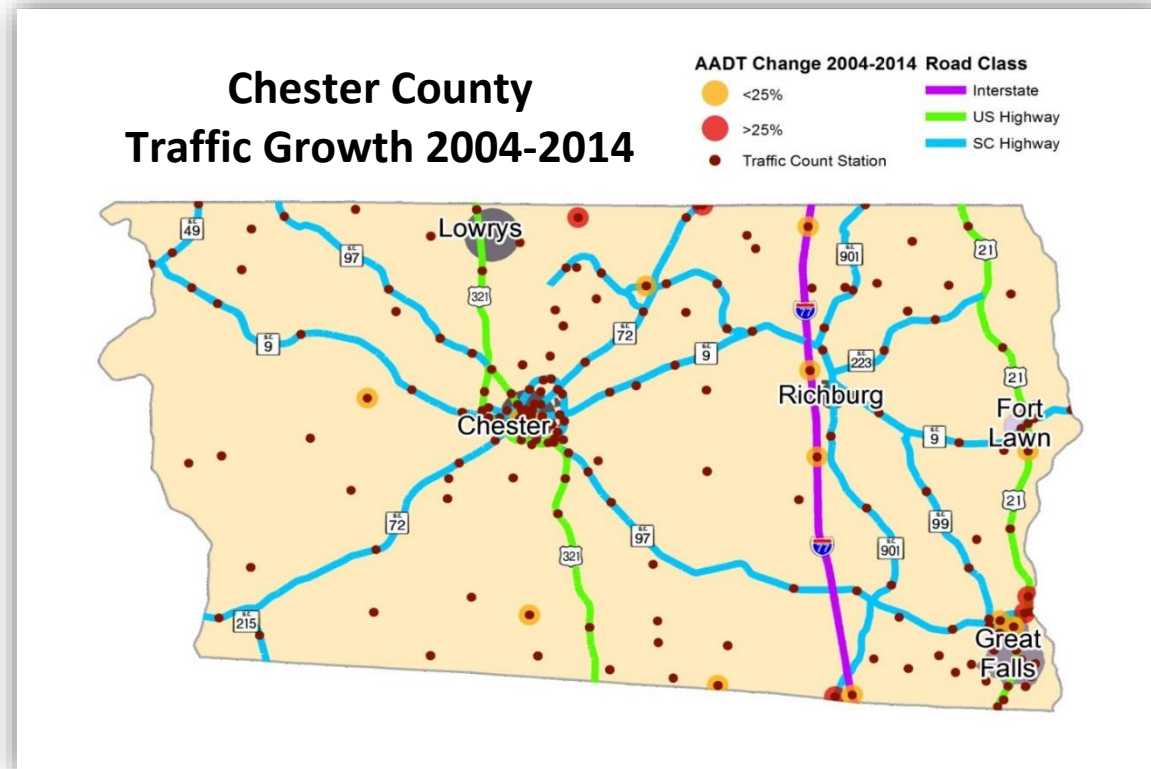 Chester County
Traffic Growth 2004-2014
AADT Change 2004-2014
<25%
>25%
Traffic Count Station
Road Class
Interstate
US Highway
SC Highway
S.C. 49
S.C. 97
Lowrys
321
S.C. 901
21
77
S.C. 9
S.C. 72
S.C. 9
S.C. 223
21
Richburg
Fort
Lawn
Chester
S.C. 9
21
S.C. 72
S.C. 97
S.C. 99
321
77
S.C. 901
S.C. 215
Great
Falls